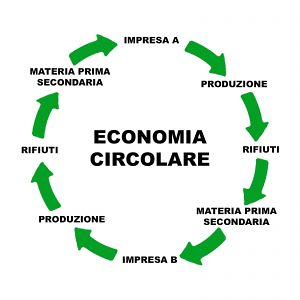 IMPRESA A
PRODUZIONE
RIFIUTI
MATERIA PRIMA
SECONDARIA
IMPRESA B
PRODUZIONE
RIFIUTI
MATERIA PRIMA
SECONDARIA
ECONOMIA
CIRCOLARE